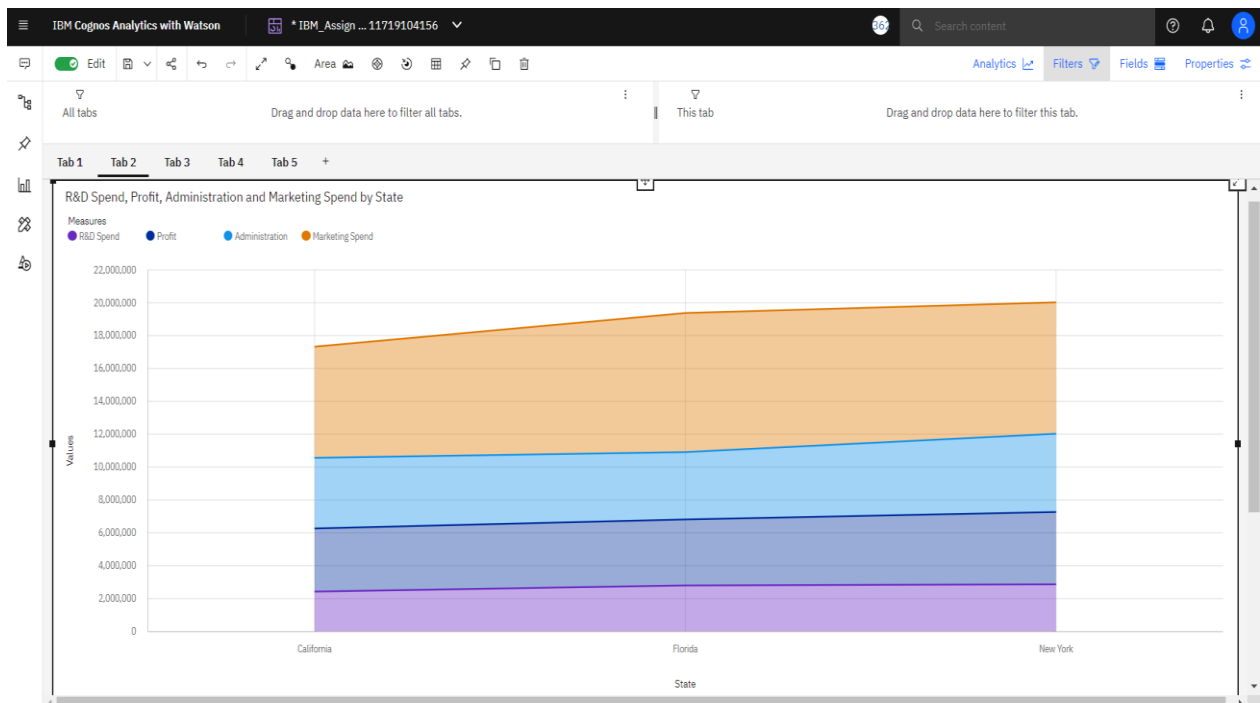 IBM Cognos Analytics with Watson
* IBM_Assign ... 11719104156
362
Search content
Edit
Area
Analytics
Filters
Fields
Properties
All tabs
Drag and drop data here to filter all tabs.
This tab
Drag and drop data here to filter this tab.
Tab 1 Tab 2 Tab 3 Tab 4 Tab 5 +
R&D Spend, Profit, Administration and Marketing Spend by State
Measures
R&D Spend Profit Administration Marketing Spend
22,000,000
20,000,000
18,000,000
16,000,000
14,000,000
12,000,000
10,000,000
8,000,000
6,000,000
4,000,000
2,000,000
0
Values
California Florida New York
State